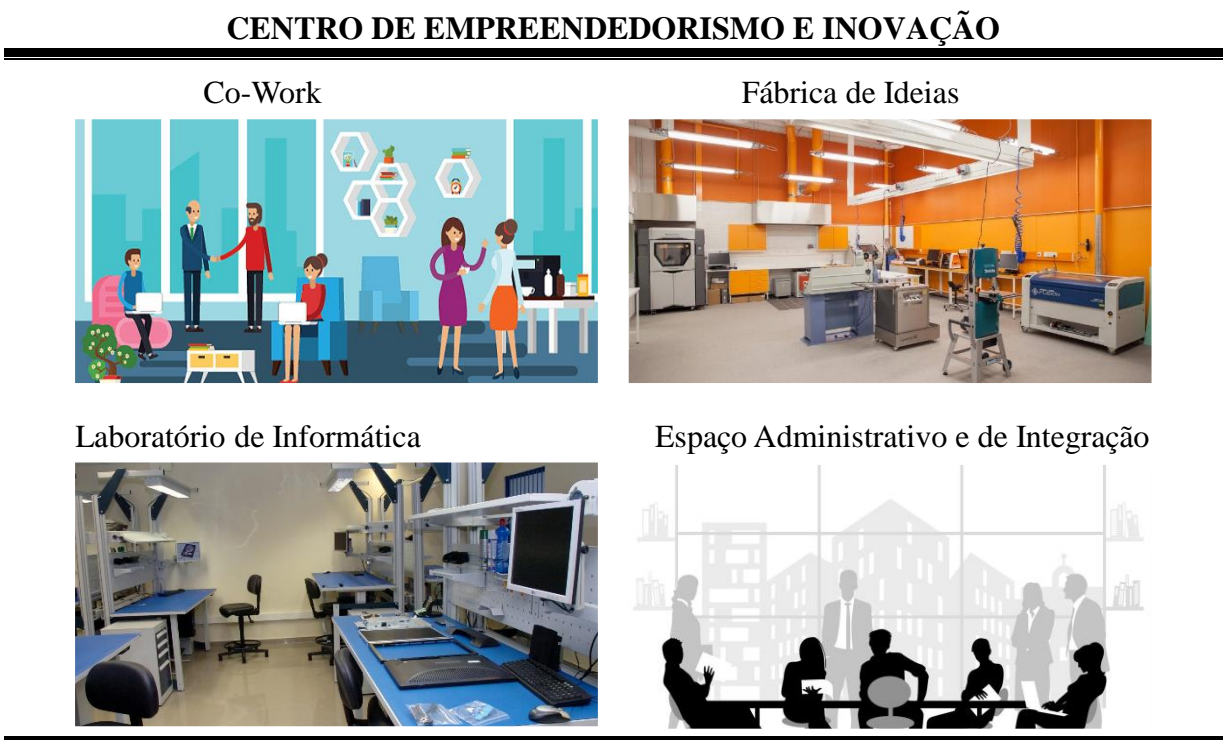 CENTRO DE EMPREENDEDORISMO E INOVAÇÃO
Co-Work
Fábrica de Ideias
Laboratório de Informática
Espaço Administrativo e de Integração